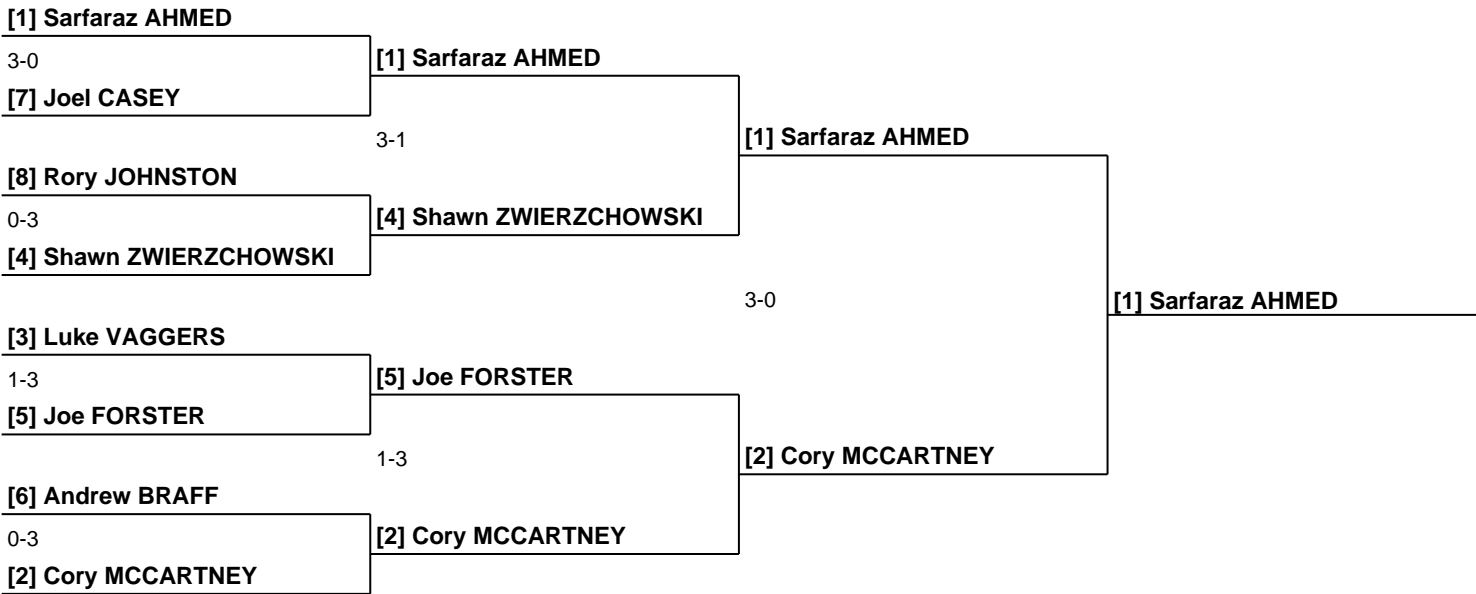 [1] Sarfaraz AHMED
3-0
[7] Joel CASEY
[8] Rory JOHNSTON
0-3
[4] Shawn ZWIERZCHOWSKI
[3] Luke VAGGERS
1-3
[5] Joe FORSTER
[6] Andrew BRAFF
0-3
[2] Cory MCCARTNEY
[1] Sarfaraz AHMED
3-1
[4] Shawn ZWIERZCHOWSKI
[5] Joe FORSTER
1-3
[2] Cory MCCARTNEY
[1] Sarfaraz AHMED
3-0
[2] Cory MCCARTNEY
[1] Sarfaraz AHMED